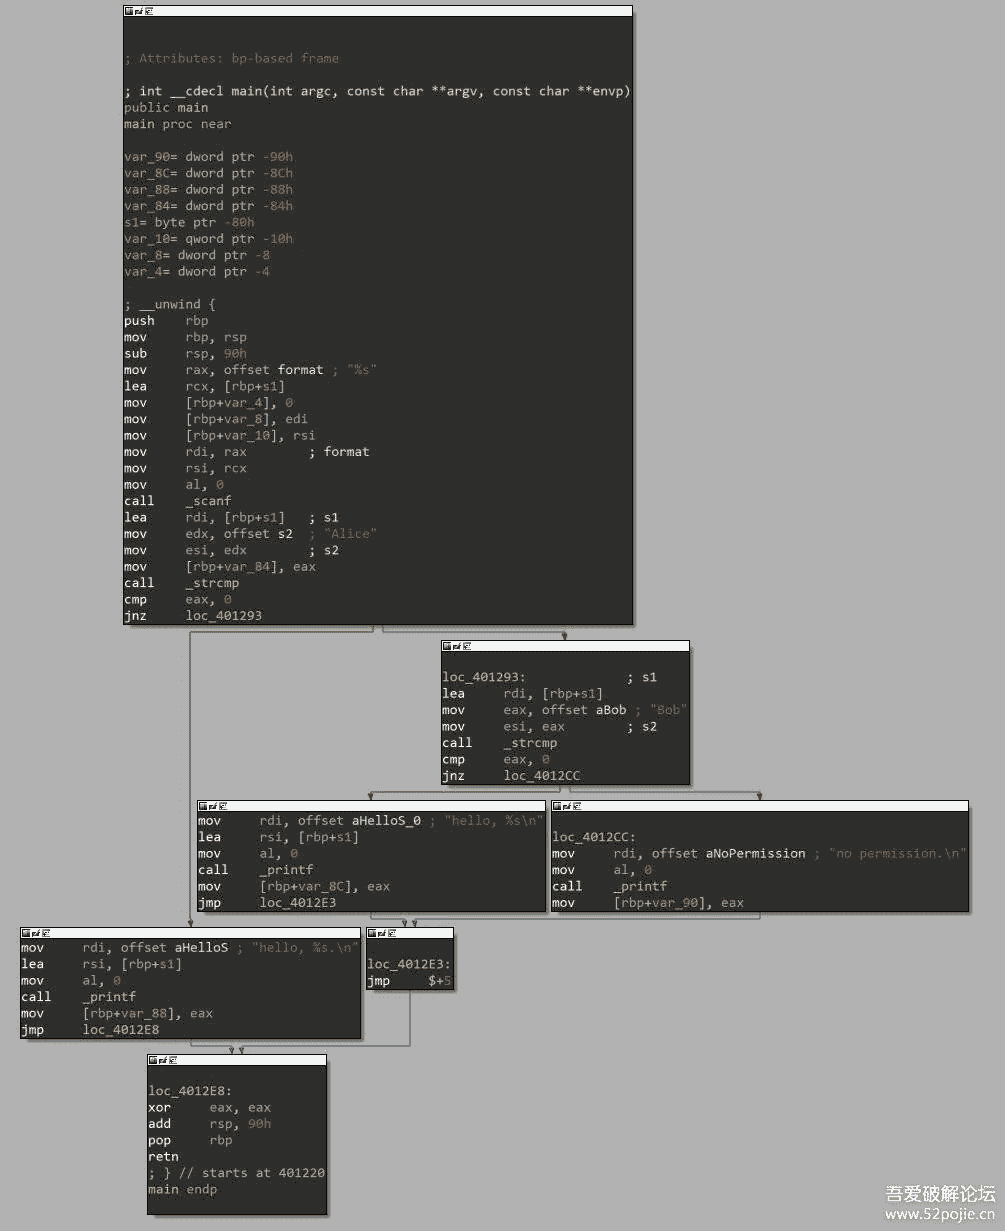 ; Attributes: bp-based frame
; int __cdecl main(int argc, const char **argv, const char **envp)
public main
main proc near
var_90= dword ptr -90h
var_8C= dword ptr -8Ch
var_88= dword ptr -88h
var_84= dword ptr -84h
s1= byte ptr -80h
var_10= qword ptr -10h
var_8= dword ptr -8
var_4= dword ptr -4
; __unwind {
push rbp
mov rbp, rsp
sub rsp, 90h
mov rax, offset format ; "%s"
lea rcx, [rbp+s1]
mov [rbp+var_4], 0
mov [rbp+var_8], edi
mov [rbp+var_10], rsi
mov rdi, rax ; format
mov rsi, rcx
mov al, 0
call _scanf
lea rdi, [rbp+s1] ; s1
mov edx, offset s2 ; "Alice"
mov esi, edx ; s2
mov [rbp+var_84], eax
call _strcmp
cmp eax, 0
jnz loc_401293
loc_401293: ; s1
lea rdi, [rbp+s1]
mov eax, offset aBob ; "Bob"
mov esi, eax ; s2
call _strcmp
cmp eax, 0
jnz loc_4012CC
mov rdi, offset aHelloS_0 ; "hello, %s\n"
lea rsi, [rbp+s1]
mov al, 0
call _printf
mov [rbp+var_8C], eax
jmp loc_4012E3
loc_4012CC:
mov rdi, offset aNoPermission ; "no permission.\n"
mov al, 0
call _printf
mov [rbp+var_90], eax
mov rdi, offset aHelloS ; "hello, %s.\n"
lea rsi, [rbp+s1]
mov al, 0
call _printf
mov [rbp+var_88], eax
jmp loc_4012E8
loc_4012E3:
jmp $+5
loc_4012E8:
xor eax, eax
add rsp, 90h
pop rbp
retn
; } // starts at 401220
main endp
吾爱破解论坛
www.52pojie.cn